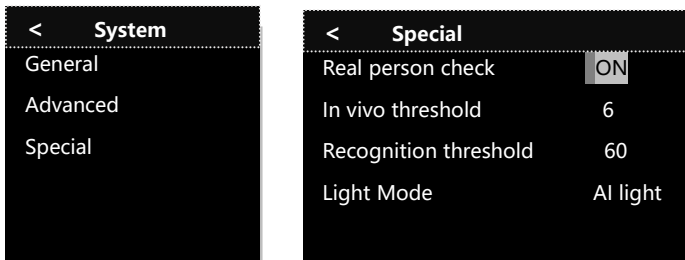 < System
General
Advanced
Special
< Special
Real person check ON
In vivo threshold 6
Recognition threshold 60
Light Mode AI light